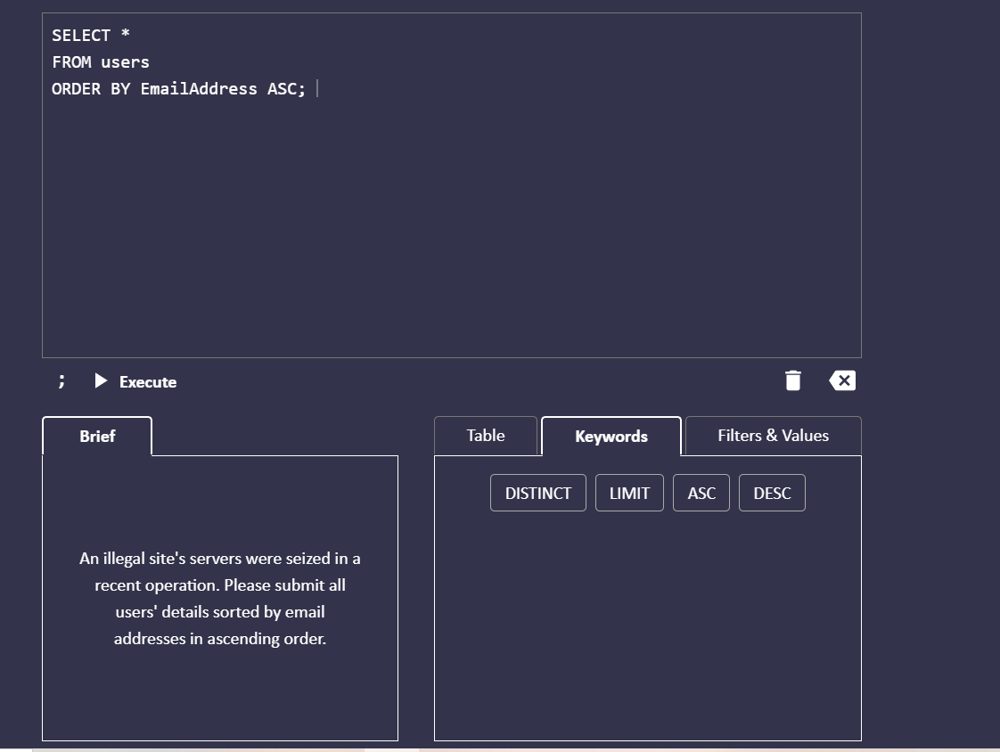 SELECT *
FROM users
ORDER BY EmailAddress ASC;
; Execute
Brief
Table Keywords Filters & Values
DISTINCT LIMIT ASC DESC
An illegal site's servers were seized in a
recent operation. Please submit all
users' details sorted by email
addresses in ascending order.